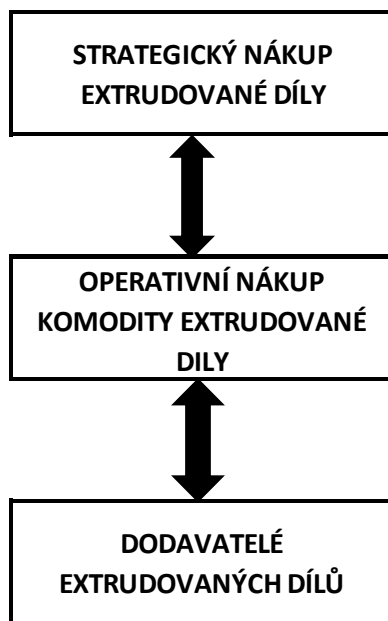 STRATEGICKÝ NÁKUP
EXTRUDOVANÉ DÍLY
OPERATIVNÍ NÁKUP
KOMODITY EXTRUDOVANÉ
DILY
DODAVATELÉ
EXTRUDOVANÝCH DÍLŮ